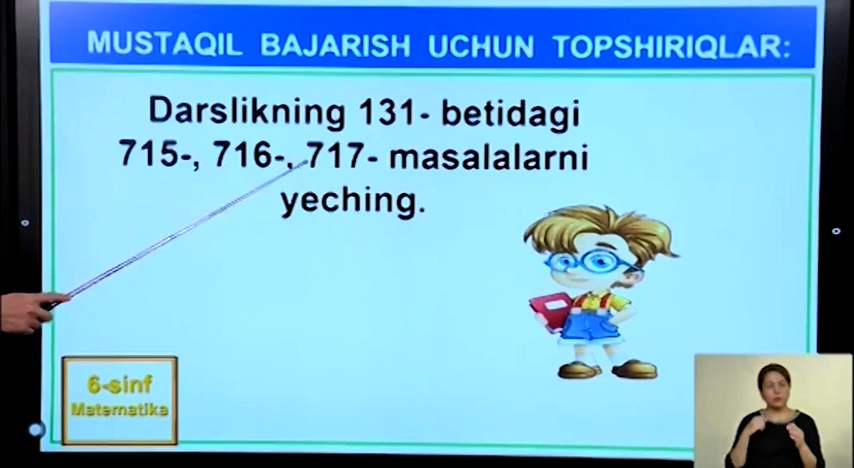 MUSTAQIL BAJARISH UCHUN TOPSHIRIQLAR:
Darslikning 131- betidagi
715-, 716-, 717- masalalarni
yeching.
6-sinf
Matematika